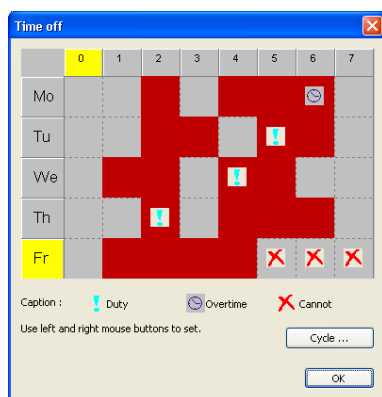 Time off
0 1 2 3 4 5 6 7
Mo
Tu
We
Th
Fr
Caption : Duty Overtime Cannot
Use left and right mouse buttons to set.
Cycle ...
OK